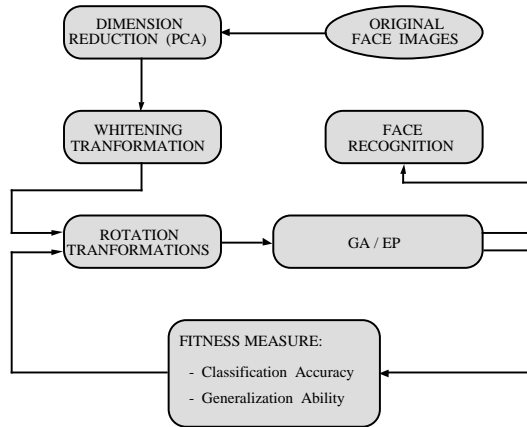 DIMENSION
REDUCTION (PCA)
ORIGINAL
FACE IMAGES
WHITENING
TRANFORMATION
FACE
RECOGNITION
ROTATION
TRANFORMATIONS
GA / EP
FITNESS MEASURE:
- Classification Accuracy
- Generalization Ability